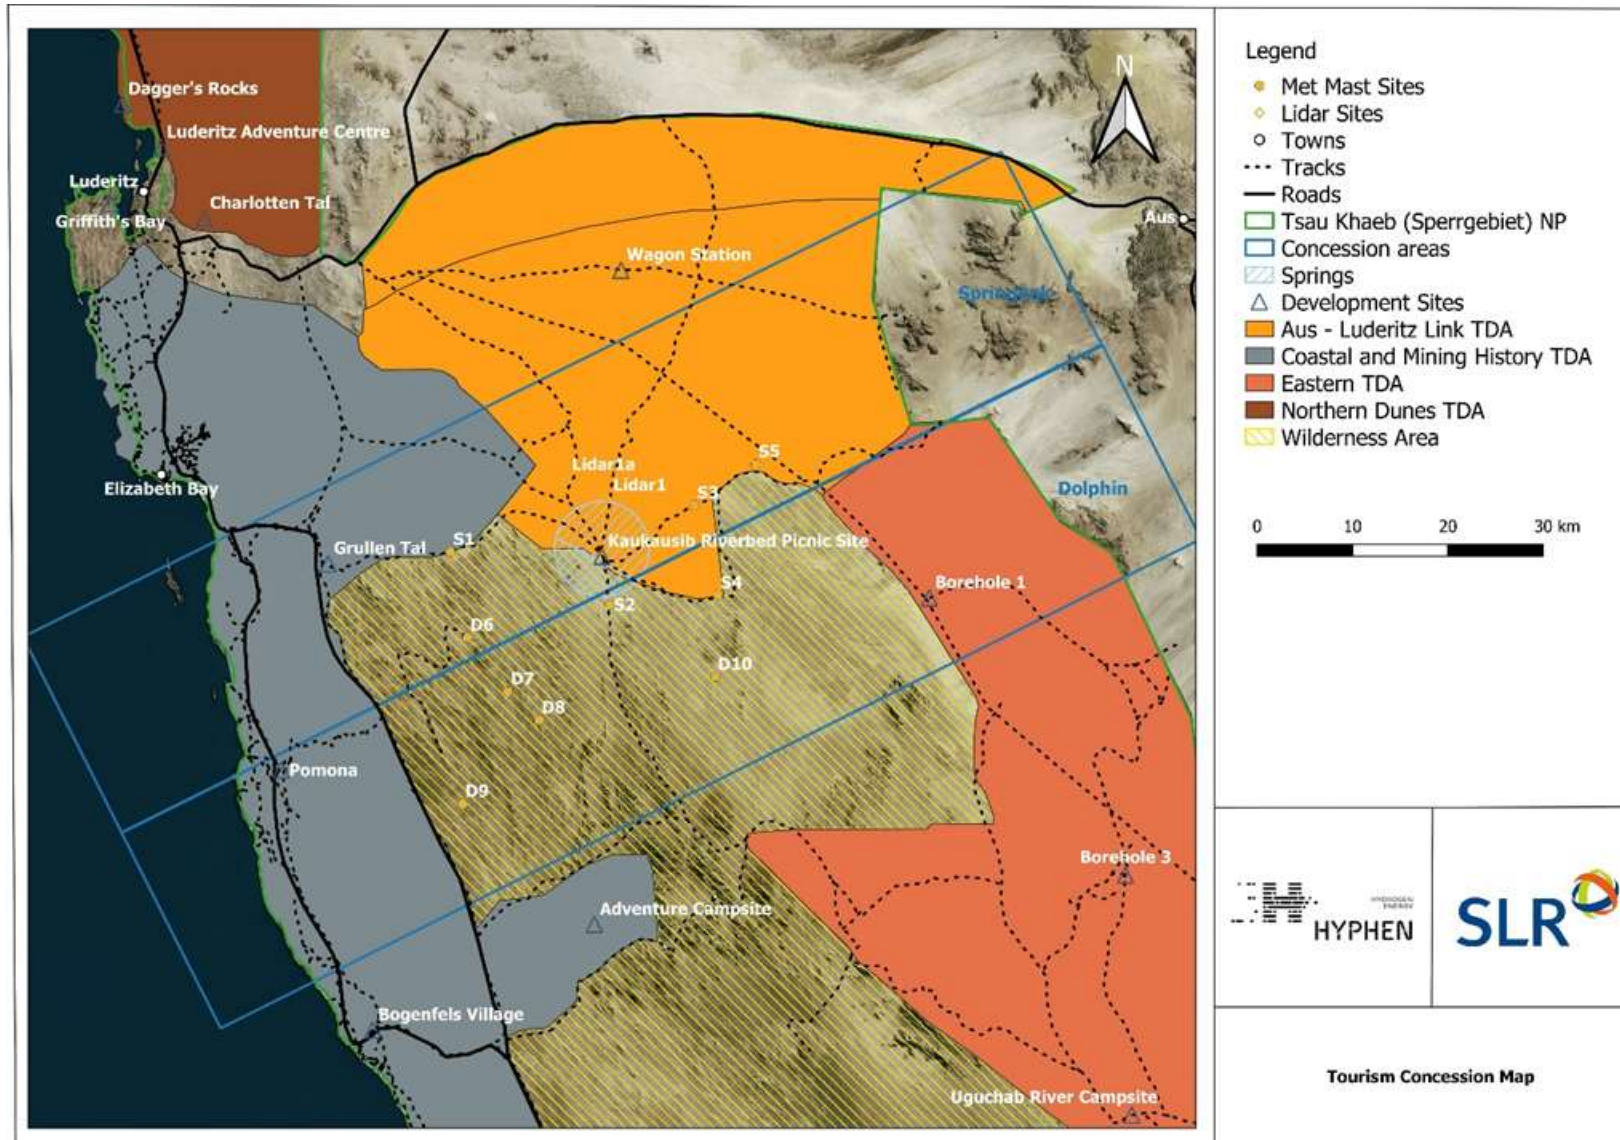 Dagger's Rocks
Luderitz Adventure Centre
Luderitz
Charlotten Tal
Griffith's Bay
Aus
N
Wagon Station
Springbok
Elizabeth Bay
Lidar1a
Lidar1
S5
S3
Dolphin
Grullen Tal
S1
Kaukausib Riverbed Picnic Site
S4
S2
Borehole 1
D6
D7
D8
D10
Pomona
D9
Borehole 3
Adventure Campsite
Bogenfels Village
Uguchab River Campsite
Legend
Met Mast Sites
Lidar Sites
Towns
Tracks
Roads
Tsau Khaeb (Sperrgebiet) NP
Concession areas
Springs
Development Sites
Aus - Luderitz Link TDA
Coastal and Mining History TDA
Eastern TDA
Northern Dunes TDA
Wilderness Area
0 10 20 30 km
H
HYDROGEN
ENERGY
HYPHEN
SLR
Tourism Concession Map